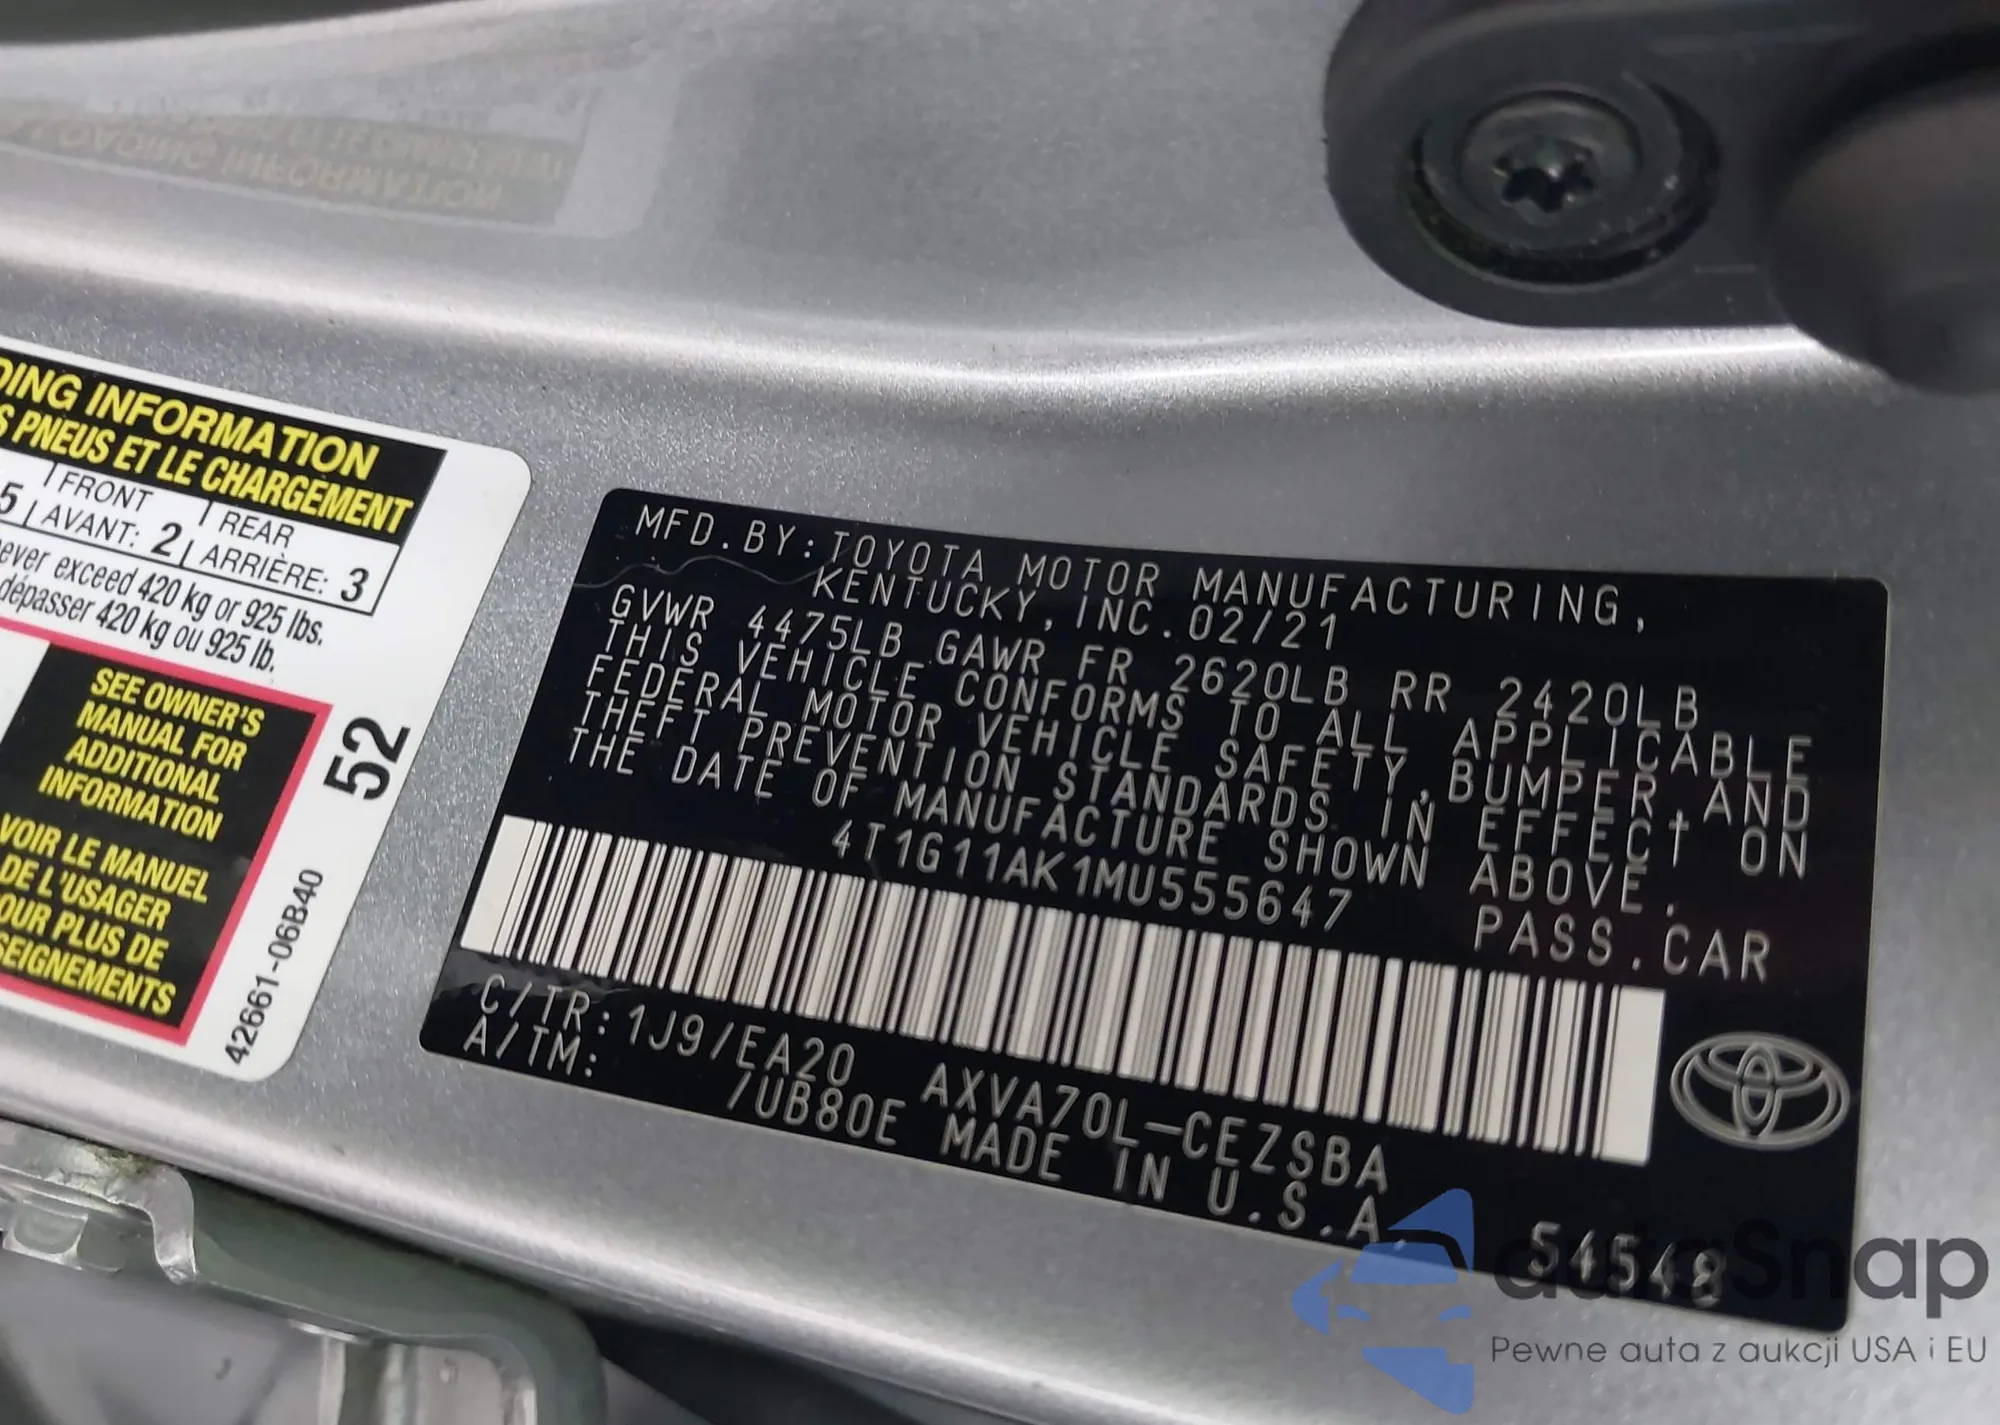 DING INFORMATION
S PNEUS ET LE CHARGEMENT
5 FRONT AVANT: 2 REAR ARRIÈRE: 3
ever exceed 420 kg or 925 lbs.
dépasser 420 kg ou 925 lb.
SEE OWNER'S
MANUAL FOR
ADDITIONAL
INFORMATION
VOIR LE MANUEL
DE L'USAGER
OUR PLUS DE
SEIGNEMENTS
52
42661-06B40
MFD.BY:TOYOTA MOTOR MANUFACTURING,
KENTUCKY,INC.02/21
GVWR 4475LB GAWR FR 2620LB RR 2420LB
THIS VEHICLE CONFORMS TO ALL APPLICABLE
FEDERAL MOTOR VEHICLE SAFETY,BUMPER,AND
THEFT PREVENTION STANDARDS IN EFFECT ON
THE DATE OF MANUFACTURE SHOWN ABOVE.
4T1G11AK1MU555647 PASS.CAR
C/TR:1J9/EA20 AXVA70L-CEZSBA
A/TM: /UB80E MADE IN U.S.A. 54548
autoSnap
Pewne auta z aukcji USA i EU